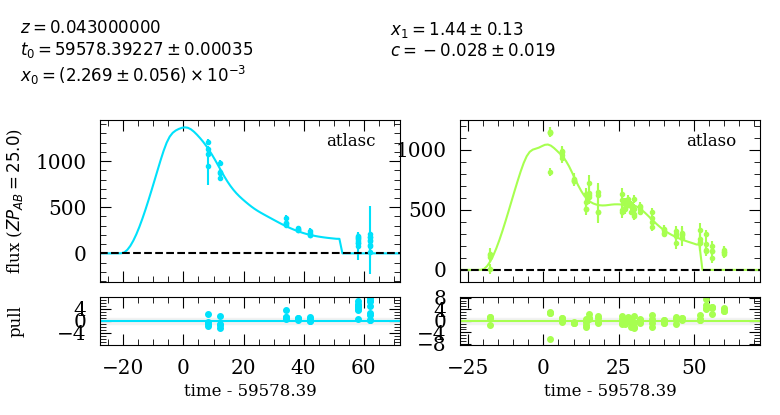 z = 0.043000000
t₀ = 59578.39227 ± 0.00035
x₀ = (2.269 ± 0.056) × 10⁻³
x₁ = 1.44 ± 0.13
c = −0.028 ± 0.019
atlasc
1000
500
0
flux (ZP_AB = 25.0)
atlaso
1000
500
0
4
0
−4
pull
8
4
0
−4
−8
−20 0 20 40 60
time - 59578.39
−25 0 25 50
time - 59578.39